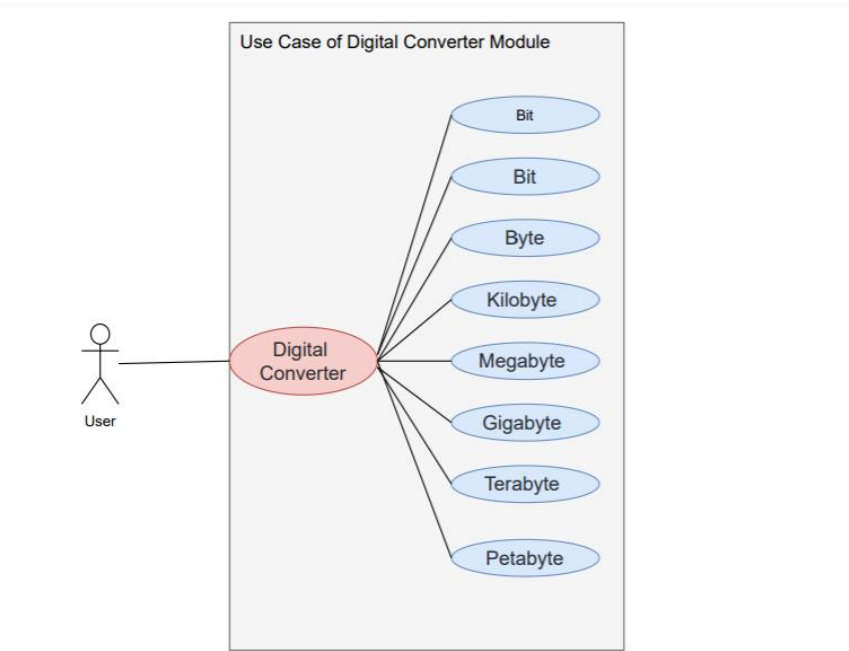 Use Case of Digital Converter Module
Bit
Bit
Byte
Kilobyte
Digital
Converter
Megabyte
User
Gigabyte
Terabyte
Petabyte